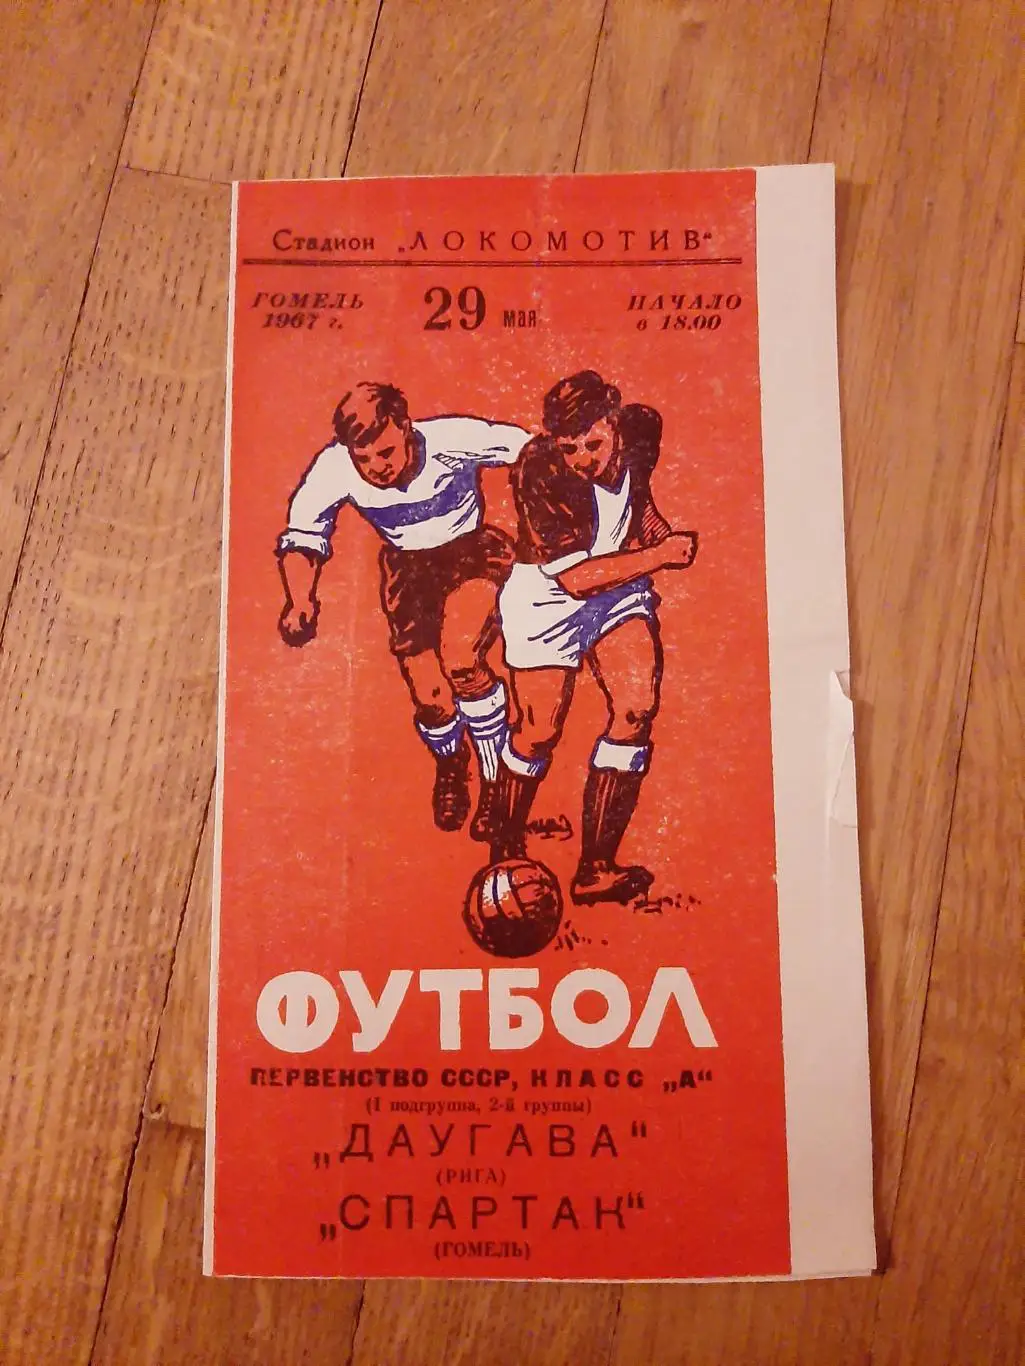 Стадион „ЛОКОМОТИВ“
ГОМЕЛЬ
1967 г.
29 мая
НАЧАЛО
в 18.00
ФУТБОЛ
ПЕРВЕНСТВО СССР, КЛАСС „А“
(I подгруппа, 2-й группы)
„ДАУГАВА“
(РИГА)
„СПАРТАК“
(ГОМЕЛЬ)